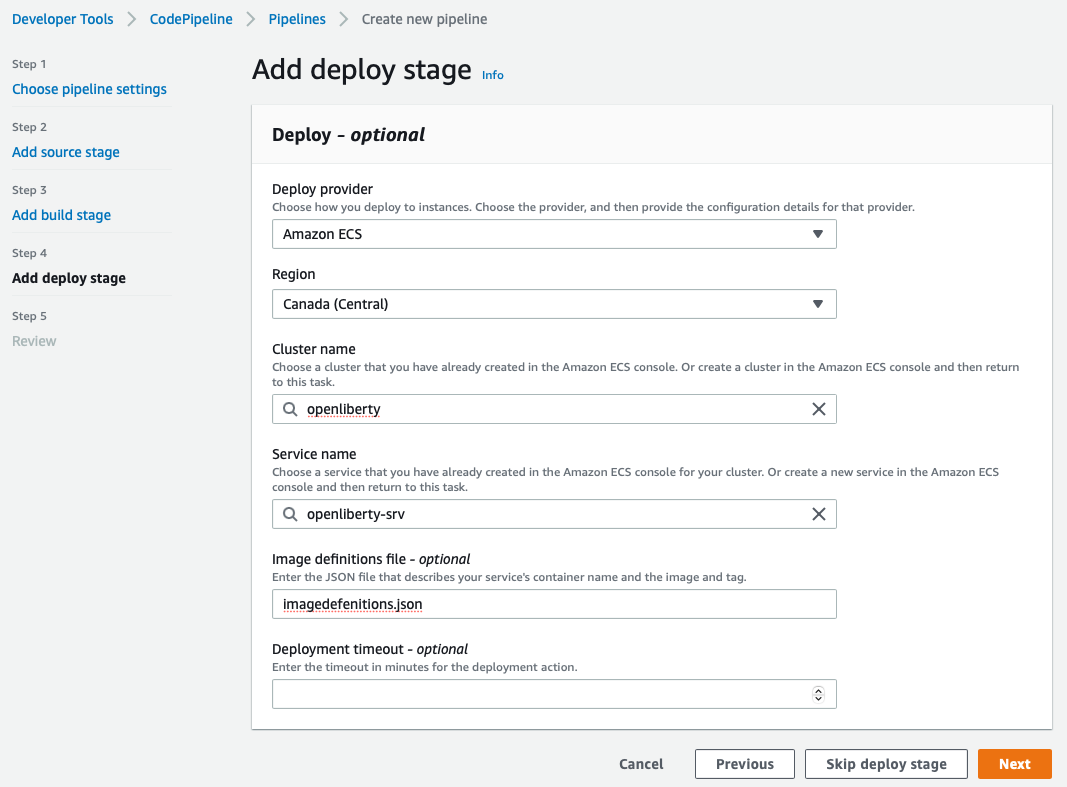 Developer Tools > CodePipeline > Pipelines > Create new pipeline
Step 1
Choose pipeline settings
Step 2
Add source stage
Step 3
Add build stage
Step 4
Add deploy stage
Step 5
Review
Add deploy stage Info
Deploy - optional
Deploy provider
Choose how you deploy to instances. Choose the provider, and then provide the configuration details for that provider.
Amazon ECS
Region
Canada (Central)
Cluster name
Choose a cluster that you have already created in the Amazon ECS console. Or create a cluster in the Amazon ECS console and then return
to this task.
openliberty
Service name
Choose a service that you have already created in the Amazon ECS console for your cluster. Or create a new service in the Amazon ECS
console and then return to this task.
openliberty-srv
Image definitions file - optional
Enter the JSON file that describes your service's container name and the image and tag.
imagedefenitions.json
Deployment timeout - optional
Enter the timeout in minutes for the deployment action.
Cancel Previous Skip deploy stage Next